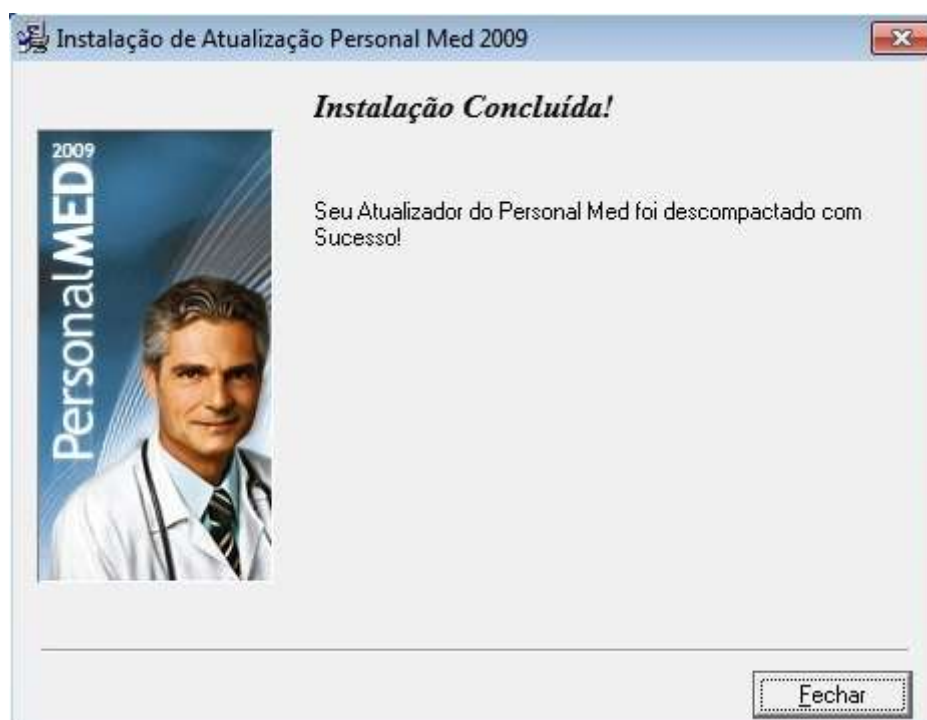 Instalação de Atualização Personal Med 2009
Instalação Concluída!
2009
PersonalMED
Seu Atualizador do Personal Med foi descompactado com
Sucesso!
Fechar